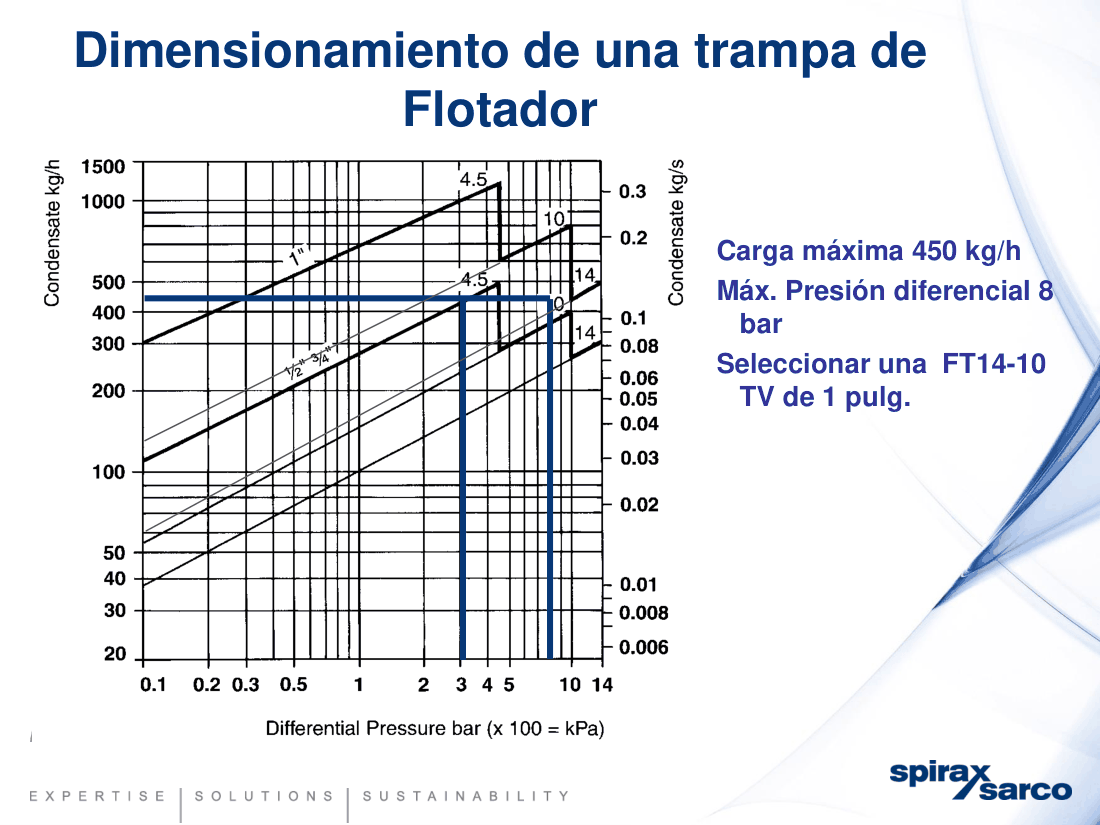 Dimensionamiento de una trampa de
Flotador
Condensate kg/h
1500
1000
500
400
300
200
100
50
40
30
20
4.5
10
1"
4.5
14
0
14
1/2" 3/4"
0.3
0.2
0.1
0.08
0.06
0.05
0.04
0.03
0.02
0.01
0.008
0.006
Condensate kg/s
0.1 0.2 0.3 0.5 1 2 3 4 5 10 14
Differential Pressure bar (x 100 = kPa)
Carga máxima 450 kg/h
Máx. Presión diferencial 8
bar
Seleccionar una FT14-10
TV de 1 pulg.
EXPERTISE SOLUTIONS SUSTAINABILITY
spirax
sarco